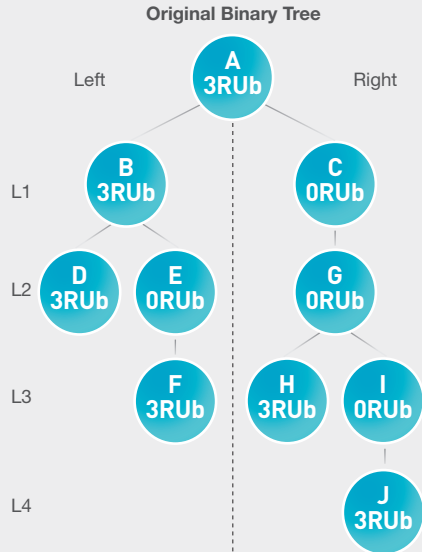 Original Binary Tree
A
3RUb
Left
Right
B
3RUb
C
0RUb
L1
D
3RUb
E
0RUb
G
0RUb
L2
F
3RUb
H
3RUb
I
0RUb
L3
J
3RUb
L4